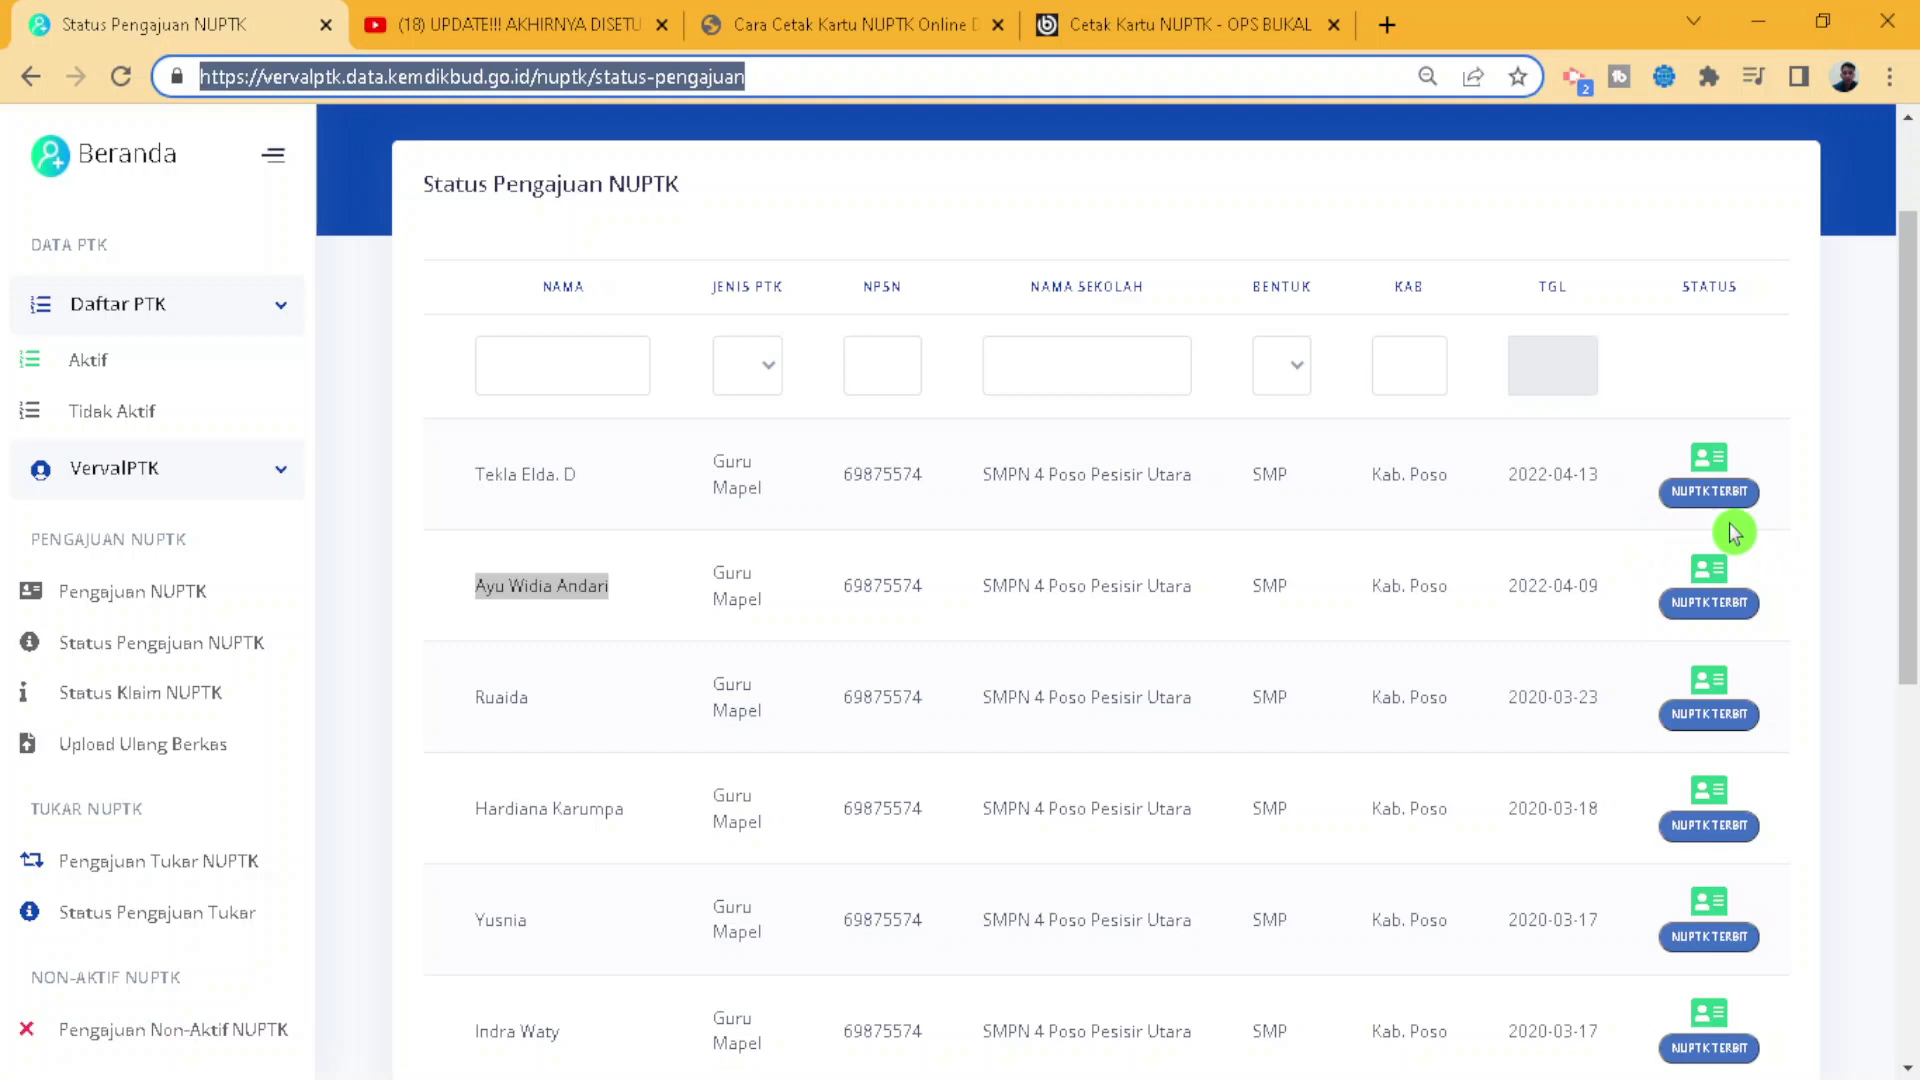 Status Pengajuan NUPTK
(18) UPDATE!!! AKHIRNYA DISETU
Cara Cetak Kartu NUPTK Online D
Cetak Kartu NUPTK - OPS BUKAL
https://vervalptk.data.kemdikbud.go.id/nuptk/status-pengajuan
2
Beranda
DATA PTK
Daftar PTK
Aktif
Tidak Aktif
VervalPTK
PENGAJUAN NUPTK
Pengajuan NUPTK
Status Pengajuan NUPTK
Status Klaim NUPTK
Upload Ulang Berkas
TUKAR NUPTK
Pengajuan Tukar NUPTK
Status Pengajuan Tukar
NON-AKTIF NUPTK
Pengajuan Non-Aktif NUPTK
Status Pengajuan NUPTK
NAMA JENIS PTK NPSN NAMA SEKOLAH BENTUK KAB TGL STATUS
Tekla Elda. D Guru Mapel 69875574 SMPN 4 Poso Pesisir Utara SMP Kab. Poso 2022-04-13 NUPTK TERBIT
Ayu Widia Andari Guru Mapel 69875574 SMPN 4 Poso Pesisir Utara SMP Kab. Poso 2022-04-09 NUPTK TERBIT
Ruaida Guru Mapel 69875574 SMPN 4 Poso Pesisir Utara SMP Kab. Poso 2020-03-23 NUPTK TERBIT
Hardiana Karumpa Guru Mapel 69875574 SMPN 4 Poso Pesisir Utara SMP Kab. Poso 2020-03-18 NUPTK TERBIT
Yusnia Guru Mapel 69875574 SMPN 4 Poso Pesisir Utara SMP Kab. Poso 2020-03-17 NUPTK TERBIT
Indra Waty Guru Mapel 69875574 SMPN 4 Poso Pesisir Utara SMP Kab. Poso 2020-03-17 NUPTK TERBIT